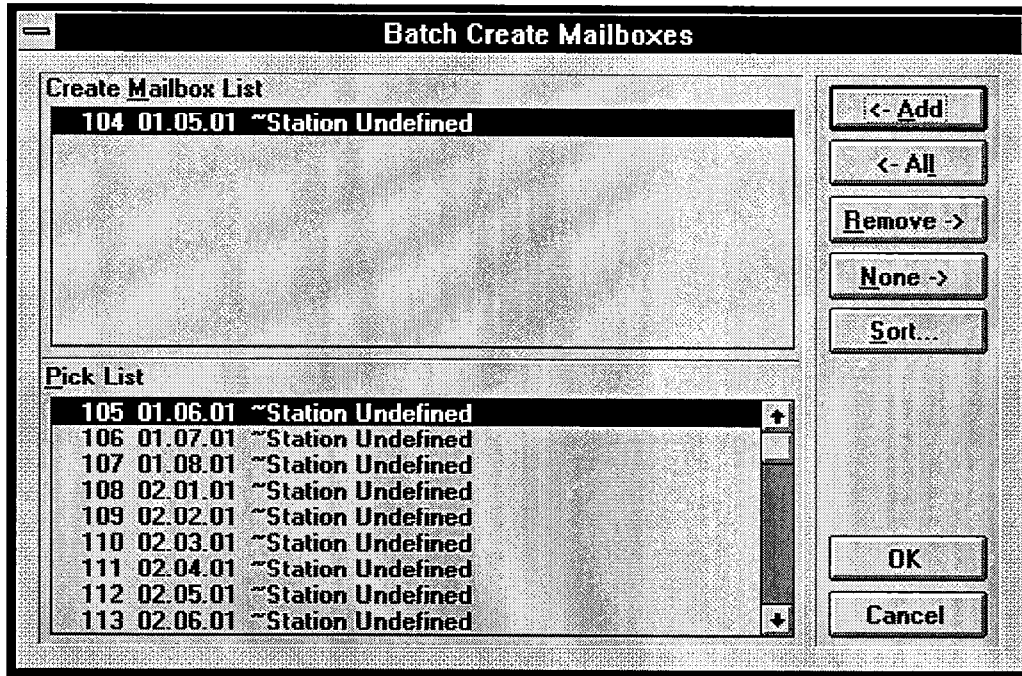 Batch Create Mailboxes
Create Mailbox List
104 01.05.01 ~Station Undefined
Pick List
105 01.06.01 ~Station Undefined
106 01.07.01 ~Station Undefined
107 01.08.01 ~Station Undefined
108 02.01.01 ~Station Undefined
109 02.02.01 ~Station Undefined
110 02.03.01 ~Station Undefined
111 02.04.01 ~Station Undefined
112 02.05.01 ~Station Undefined
113 02.06.01 ~Station Undefined
<- Add
<- All
Remove ->
None ->
Sort...
OK
Cancel